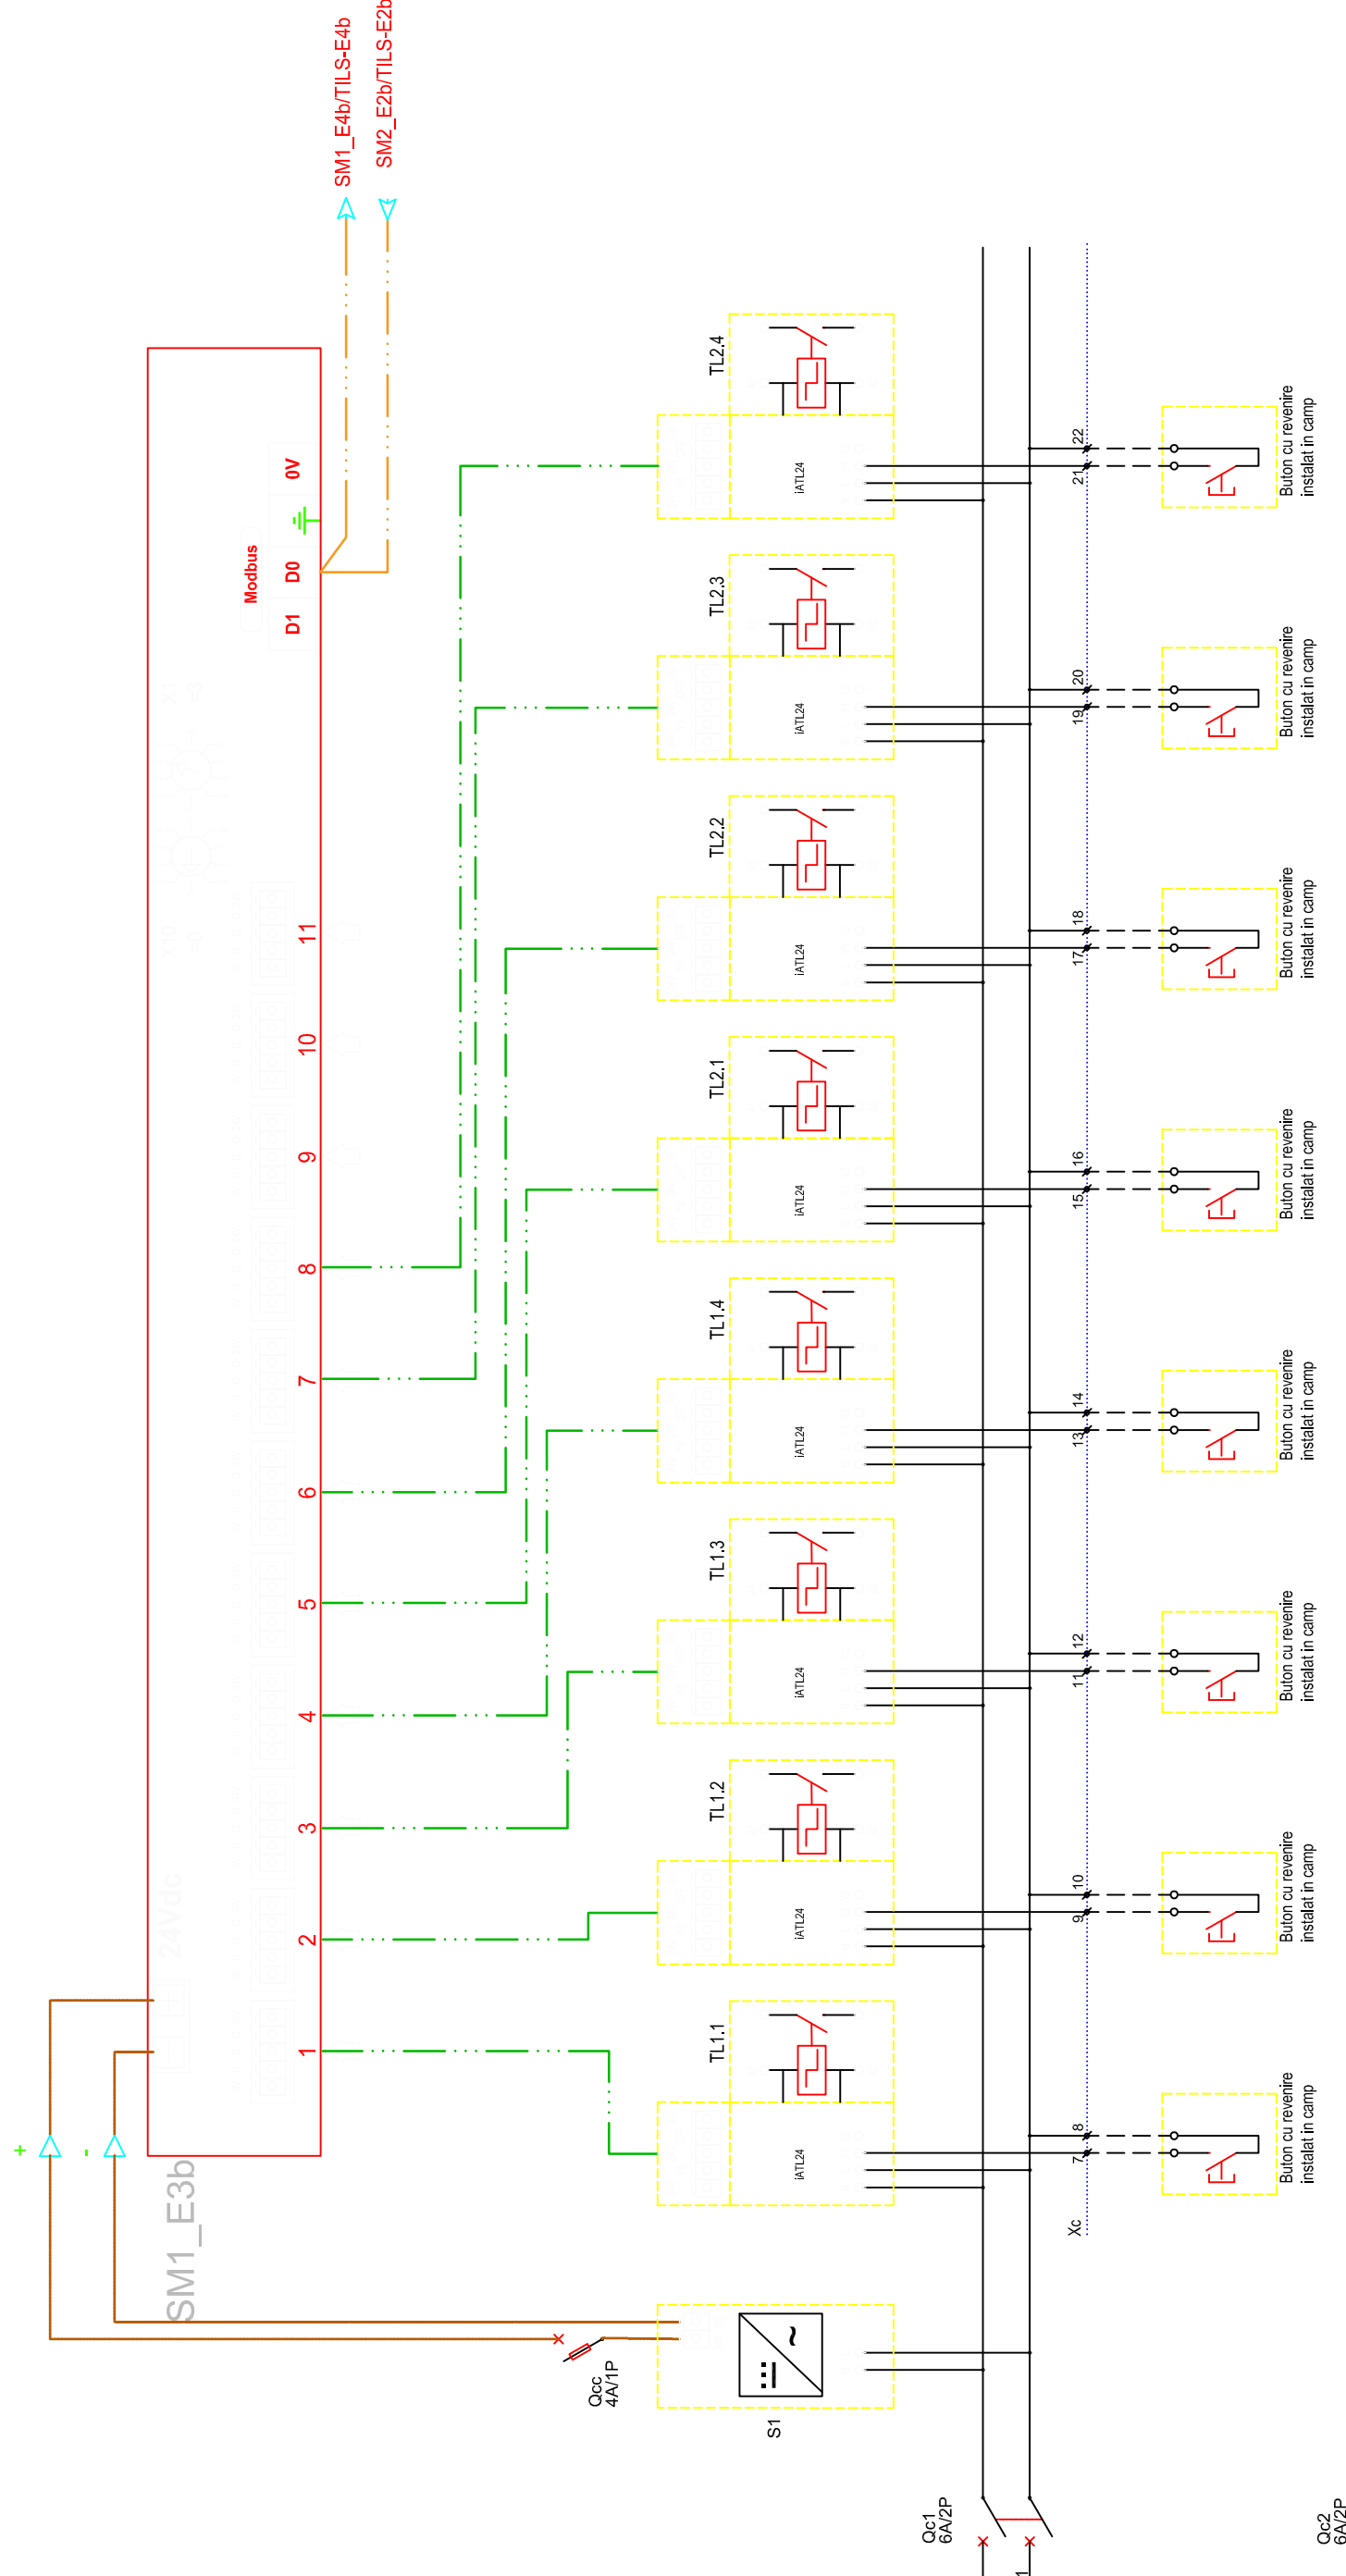 SM1_E4b/TILS-E4b
SM2_E2b/TILS-E2b
+
-
SM1_E3b
24Vdc
X10
=0
X1
=3
Modbus
D1
D0
0V
1
2
3
4
5
6
7
8
9
10
11
Qcc
4A/1P
S1
TL1.1
iATL24
TL1.2
iATL24
TL1.3
iATL24
TL1.4
iATL24
TL2.1
iATL24
TL2.2
iATL24
TL2.3
iATL24
TL2.4
iATL24
Xc
7
8
9
10
11
12
13
14
15
16
17
18
19
20
21
22
Buton cu revenire
instalat in camp
Buton cu revenire
instalat in camp
Buton cu revenire
instalat in camp
Buton cu revenire
instalat in camp
Buton cu revenire
instalat in camp
Buton cu revenire
instalat in camp
Buton cu revenire
instalat in camp
Buton cu revenire
instalat in camp
Qc1
6A/2P
1
Qc2
6A/2P